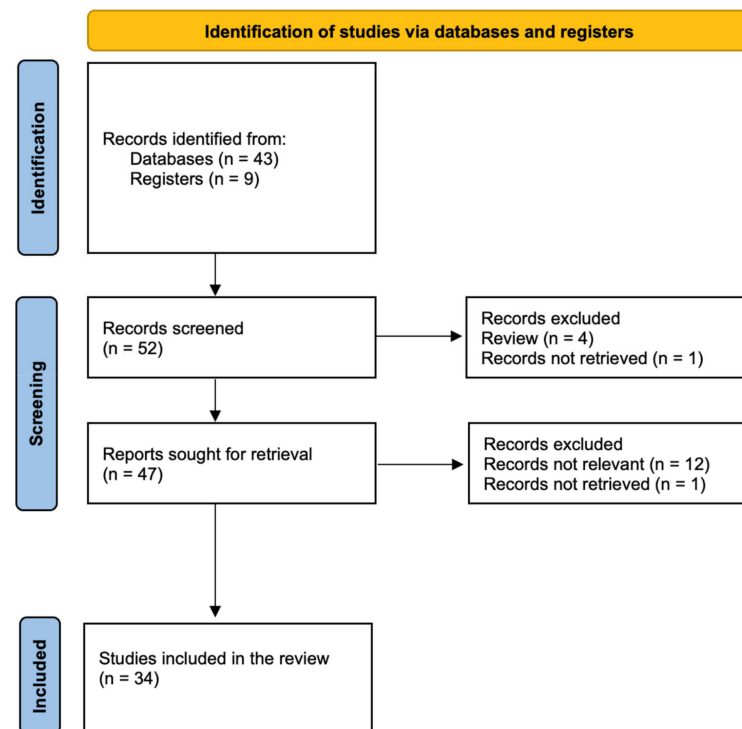 Identification of studies via databases and registers
Identification
Records identified from:
Databases (n = 43)
Registers (n = 9)
Screening
Records screened
(n = 52)
Records excluded
Review (n = 4)
Records not retrieved (n = 1)
Reports sought for retrieval
(n = 47)
Records excluded
Records not relevant (n = 12)
Records not retrieved (n = 1)
Included
Studies included in the review
(n = 34)